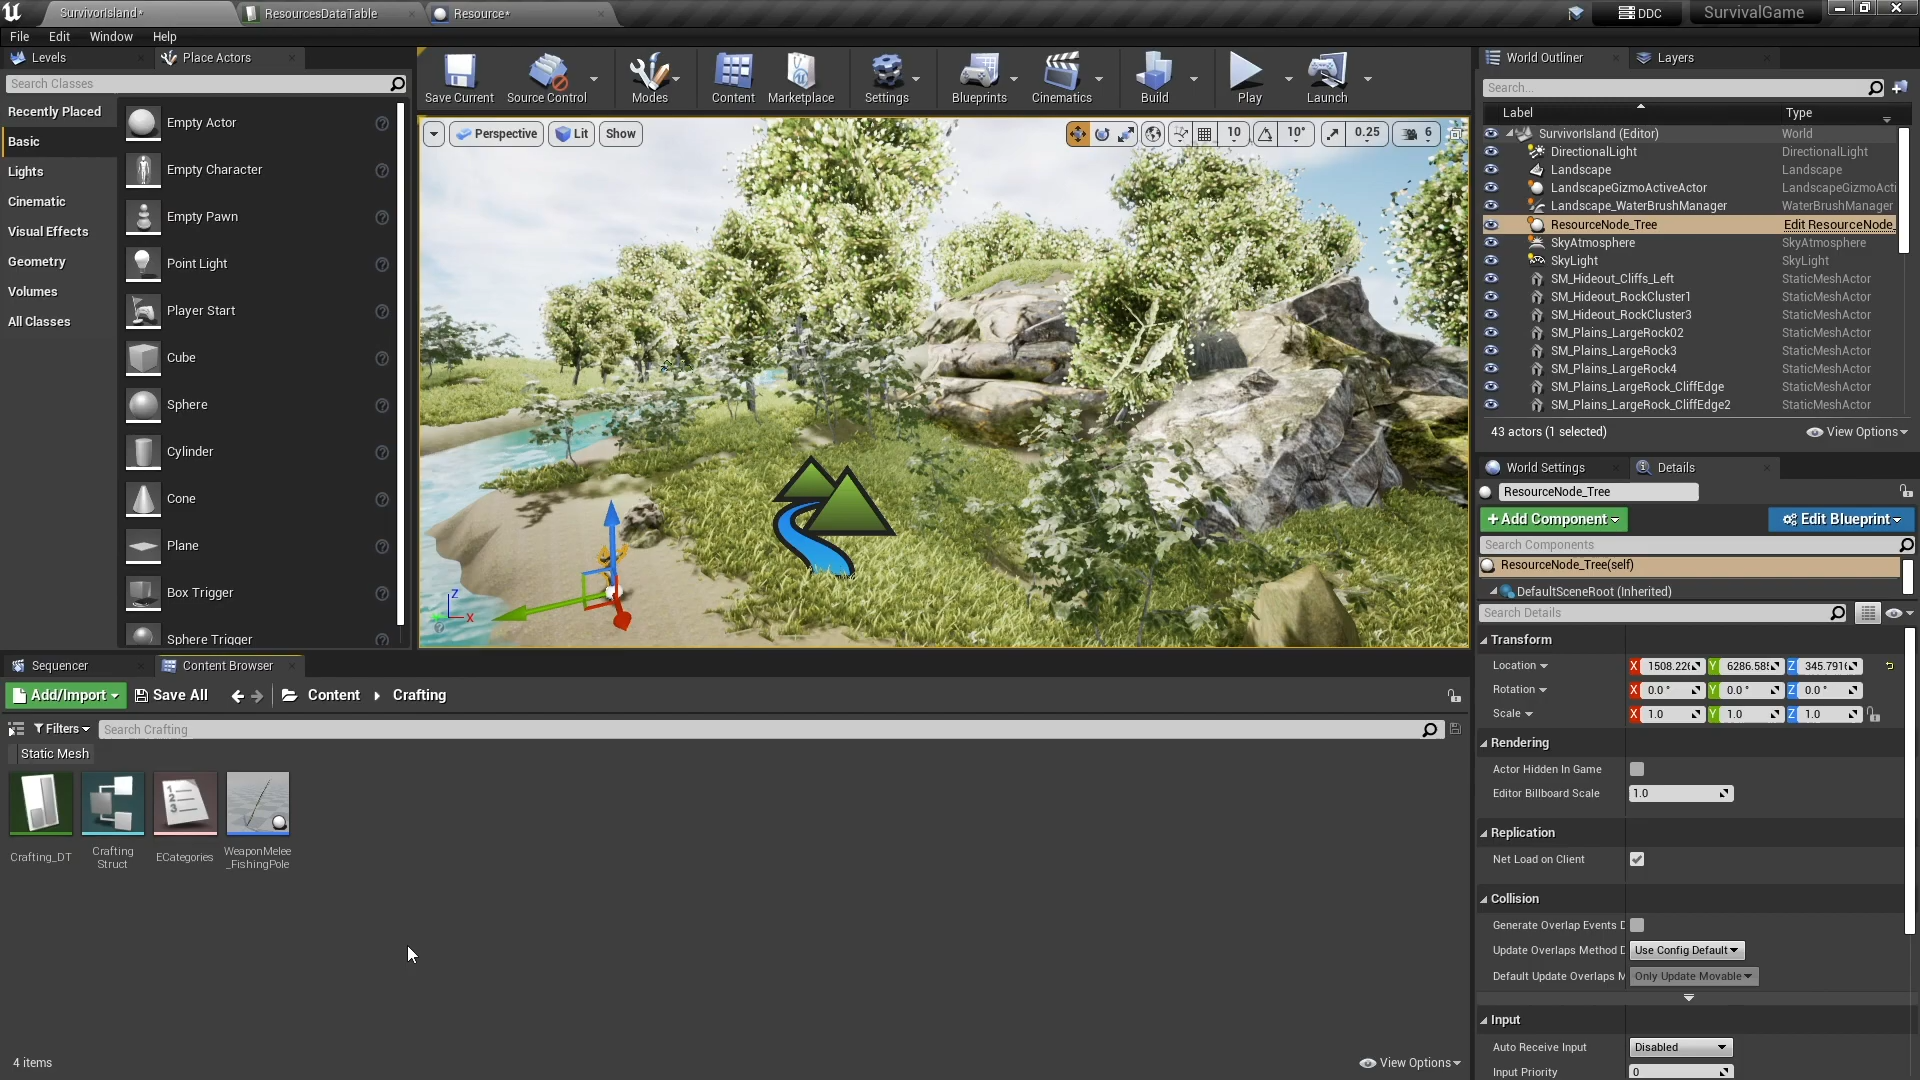 SurvivorIsland*
ResourcesDataTable
Resource*
DDC
SurvivalGame
File Edit Window Help
Levels
Place Actors
Search Classes
Recently Placed
Basic
Lights
Cinematic
Visual Effects
Geometry
Volumes
All Classes
Empty Actor
Empty Character
Empty Pawn
Point Light
Player Start
Cube
Sphere
Cylinder
Cone
Plane
Box Trigger
Sphere Trigger
Save Current
Source Control
Modes
Content
Marketplace
Settings
Blueprints
Cinematics
Build
Play
Launch
Perspective
Lit
Show
10
10°
0.25
6
Z
X
World Outliner
Layers
Search...
Label Type
SurvivorIsland (Editor) World
DirectionalLight DirectionalLight
Landscape Landscape
LandscapeGizmoActiveActor LandscapeGizmoActi
Landscape_WaterBrushManager WaterBrushManager
ResourceNode_Tree Edit ResourceNode_
SkyAtmosphere SkyAtmosphere
SkyLight SkyLight
SM_Hideout_Cliffs_Left StaticMeshActor
SM_Hideout_RockCluster1 StaticMeshActor
SM_Hideout_RockCluster3 StaticMeshActor
SM_Plains_LargeRock02 StaticMeshActor
SM_Plains_LargeRock3 StaticMeshActor
SM_Plains_LargeRock4 StaticMeshActor
SM_Plains_LargeRock_CliffEdge StaticMeshActor
SM_Plains_LargeRock_CliffEdge2 StaticMeshActor
43 actors (1 selected)
View Options
World Settings
Details
ResourceNode_Tree
+Add Component
Edit Blueprint
Search Components
ResourceNode_Tree(self)
DefaultSceneRoot (Inherited)
Search Details
Transform
Location X 1508.22 Y 6286.58 Z 345.791
Rotation X 0.0 ° Y 0.0 ° Z 0.0 °
Scale X 1.0 Y 1.0 Z 1.0
Rendering
Actor Hidden In Game
Editor Billboard Scale 1.0
Replication
Net Load on Client
Collision
Generate Overlap Events D
Update Overlaps Method D Use Config Default
Default Update Overlaps M Only Update Movable
Input
Auto Receive Input Disabled
Input Priority 0
Sequencer
Content Browser
Add/Import
Save All
Content
Crafting
Filters
Search Crafting
Static Mesh
Crafting_DT
Crafting
Struct
1
2
3
ECategories
WeaponMelee
_FishingPole
4 items
View Options